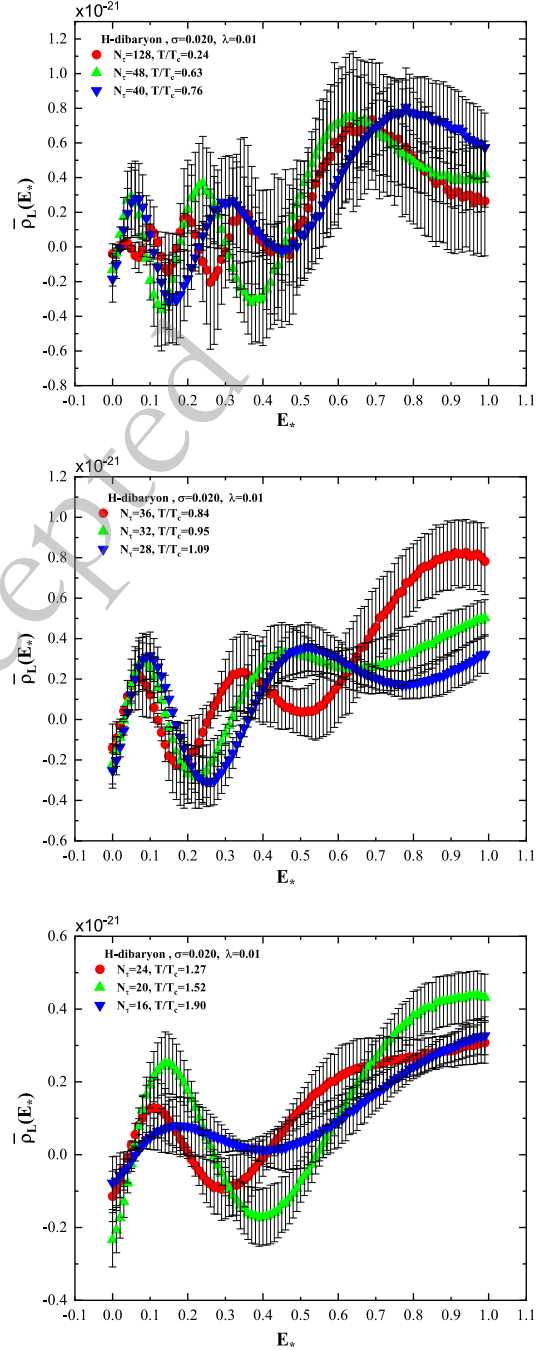 x10^-21
1.2
1.0
0.8
0.6
0.4
0.2
0.0
-0.2
-0.4
-0.6
-0.8
H-dibaryon , σ=0.020, λ=0.01
N_τ=128, T/T_c=0.24
N_τ=48, T/T_c=0.63
N_τ=40, T/T_c=0.76
ρ̄_L(E_*)
-0.1 0.0 0.1 0.2 0.3 0.4 0.5 0.6 0.7 0.8 0.9 1.0 1.1
E_*
x10^-21
1.2
1.0
0.8
0.6
0.4
0.2
0.0
-0.2
-0.4
-0.6
H-dibaryon , σ=0.020, λ=0.01
N_τ=36, T/T_c=0.84
N_τ=32, T/T_c=0.95
N_τ=28, T/T_c=1.09
ρ̄_L(E_*)
-0.1 0.0 0.1 0.2 0.3 0.4 0.5 0.6 0.7 0.8 0.9 1.0 1.1
E_*
x10^-21
0.6
0.4
0.2
0.0
-0.2
-0.4
H-dibaryon , σ=0.020, λ=0.01
N_τ=24, T/T_c=1.27
N_τ=20, T/T_c=1.52
N_τ=16, T/T_c=1.90
ρ̄_L(E_*)
-0.1 0.0 0.1 0.2 0.3 0.4 0.5 0.6 0.7 0.8 0.9 1.0 1.1
E_*
cepted